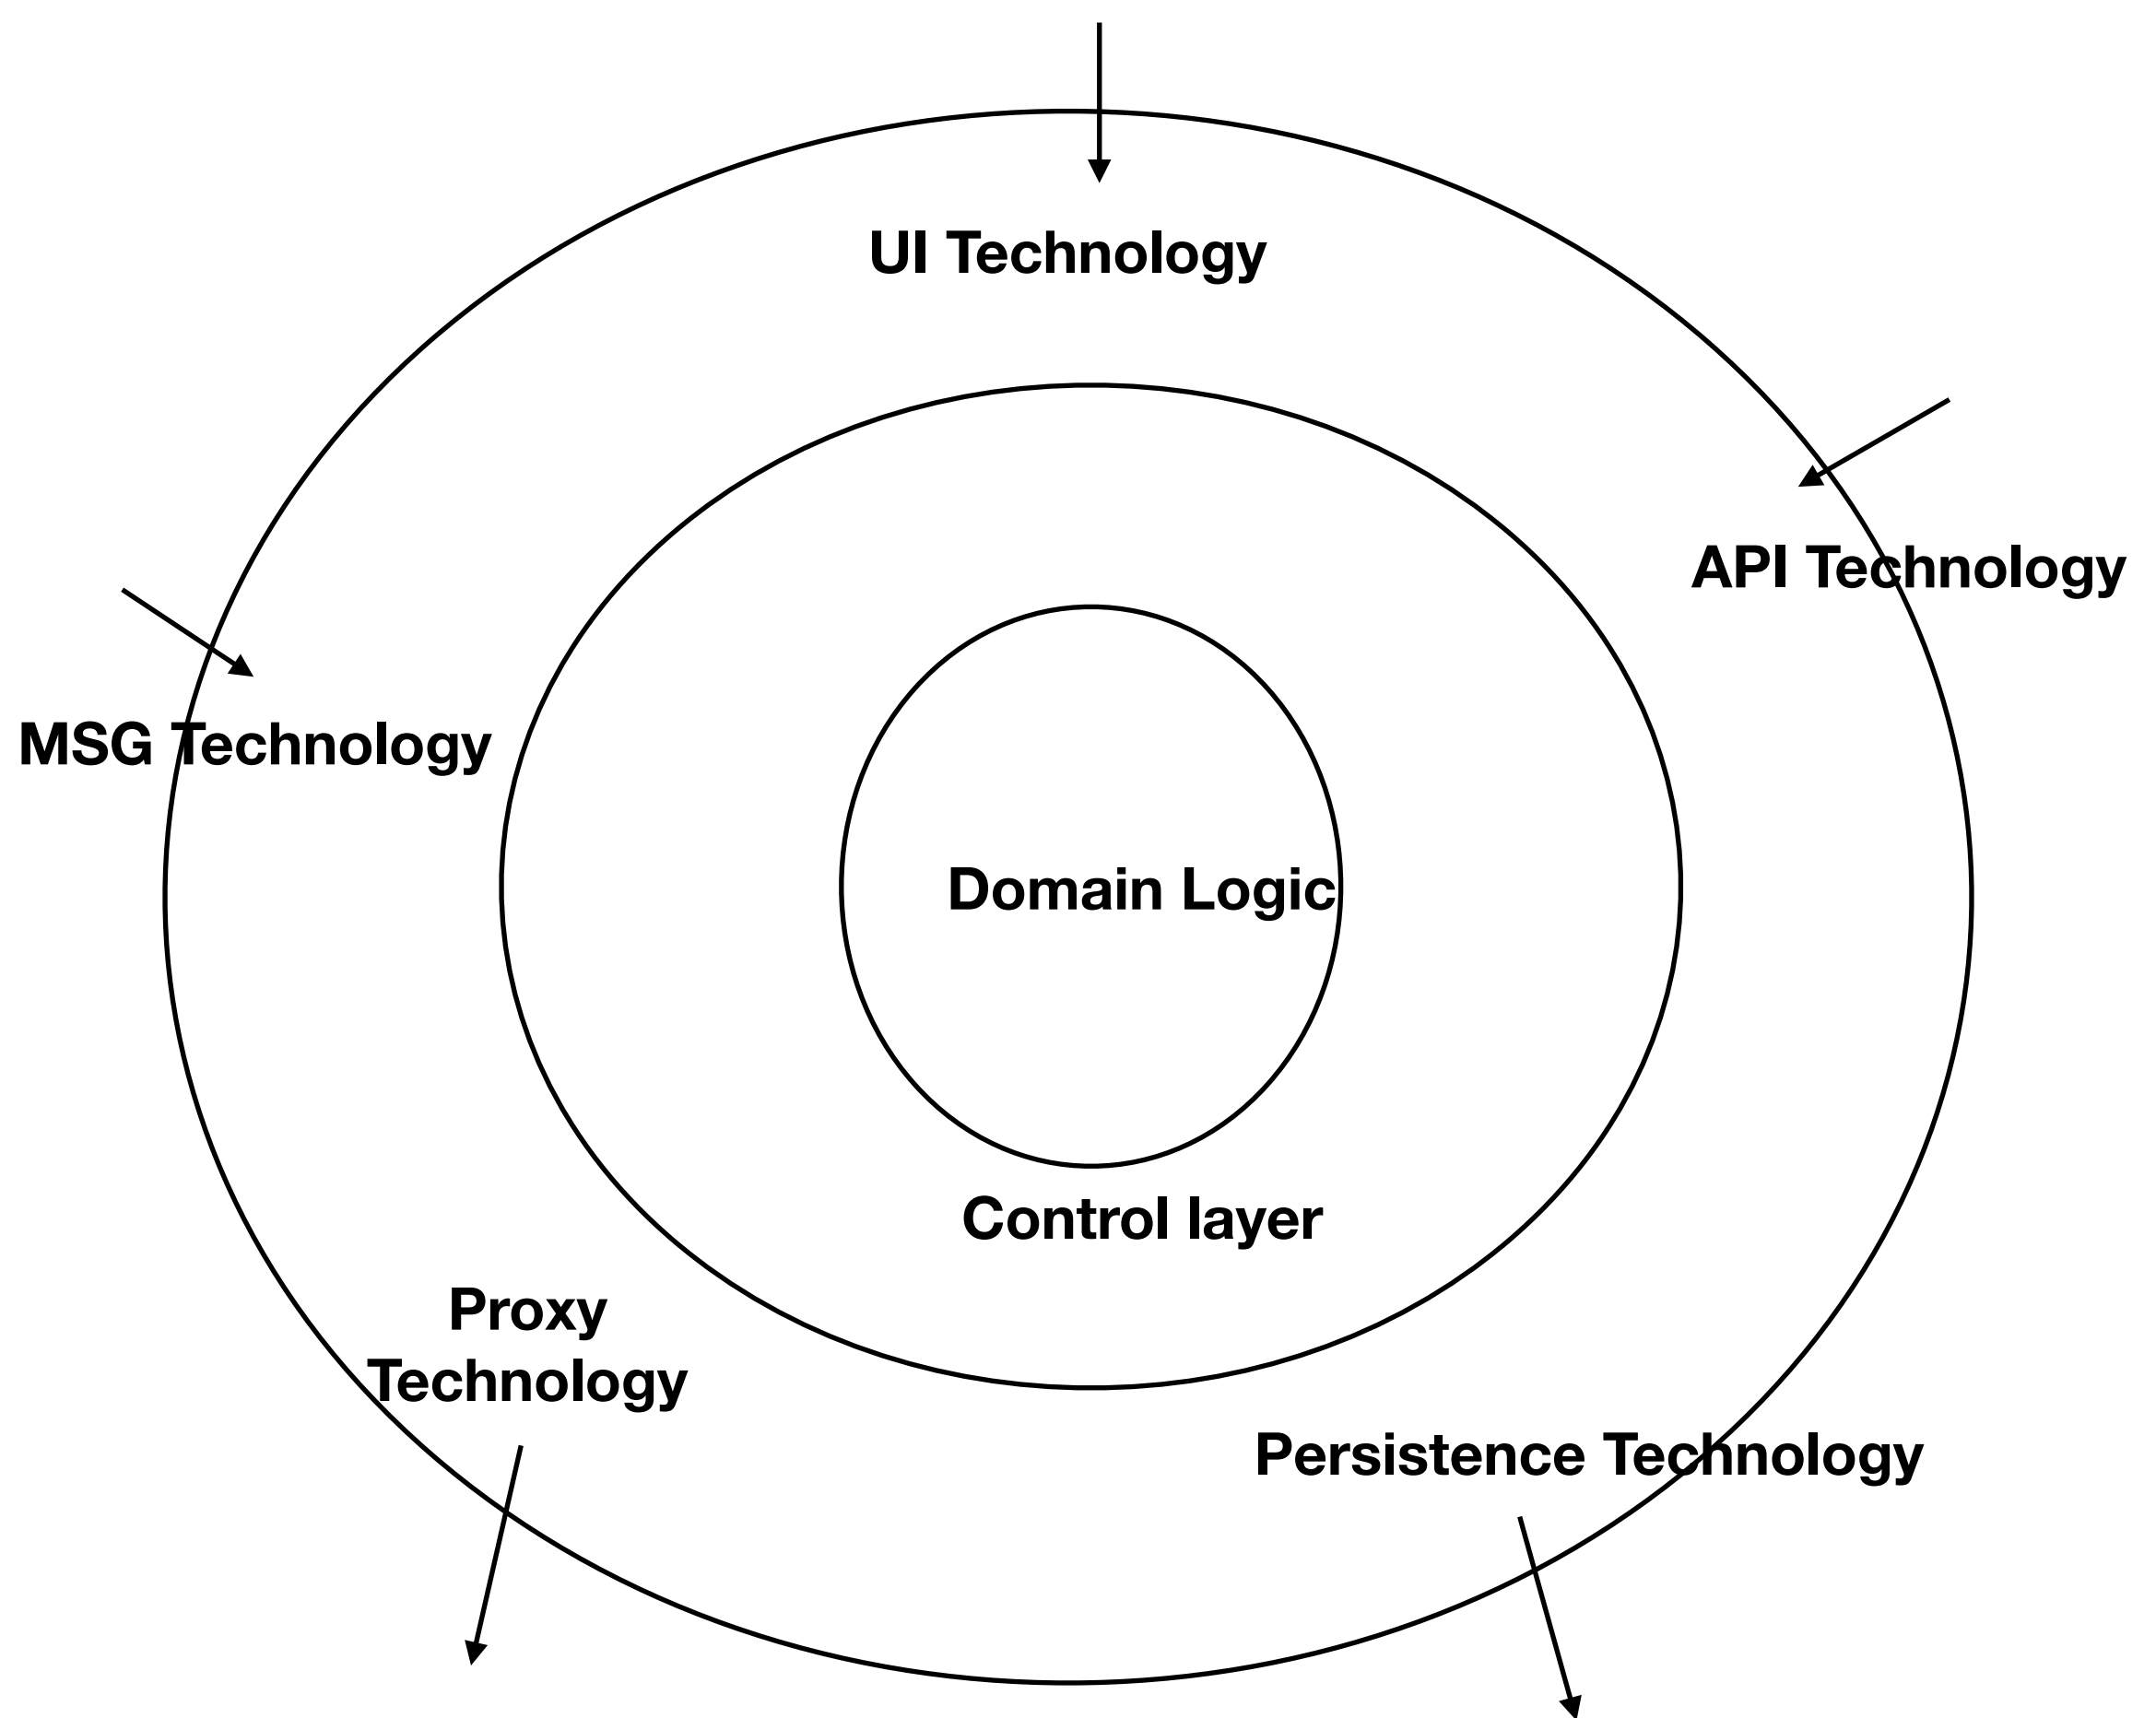 UI Technology
API Technology
MSG Technology
Domain Logic
Control layer
Proxy
Technology
Persistence Technology